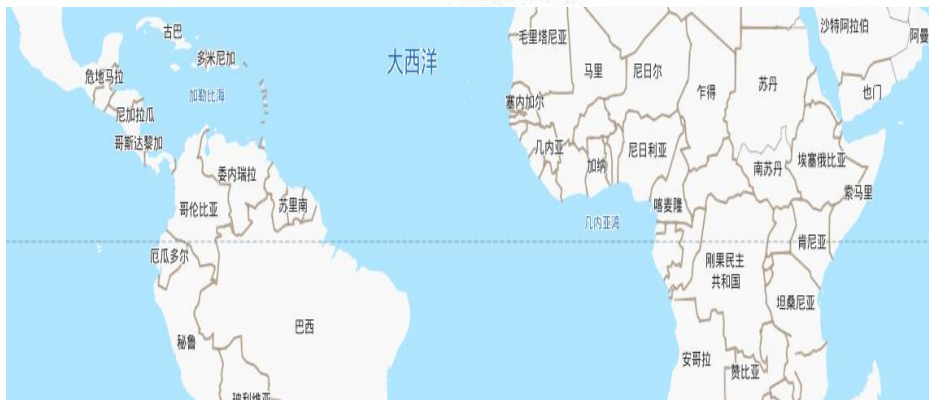 古巴
沙特阿拉伯
阿曼
毛里塔尼亚
大西洋
多米尼加
马里
尼日尔
危地马拉
苏丹
乍得
也门
加勒比海
塞内加尔
尼加拉瓜
哥斯达黎加
几内亚
尼日利亚
埃塞俄比亚
加纳
南苏丹
委内瑞拉
索马里
苏里南
喀麦隆
哥伦比亚
几内亚湾
肯尼亚
厄瓜多尔
刚果民主
共和国
坦桑尼亚
巴西
秘鲁
安哥拉
赞比亚
玻利维亚